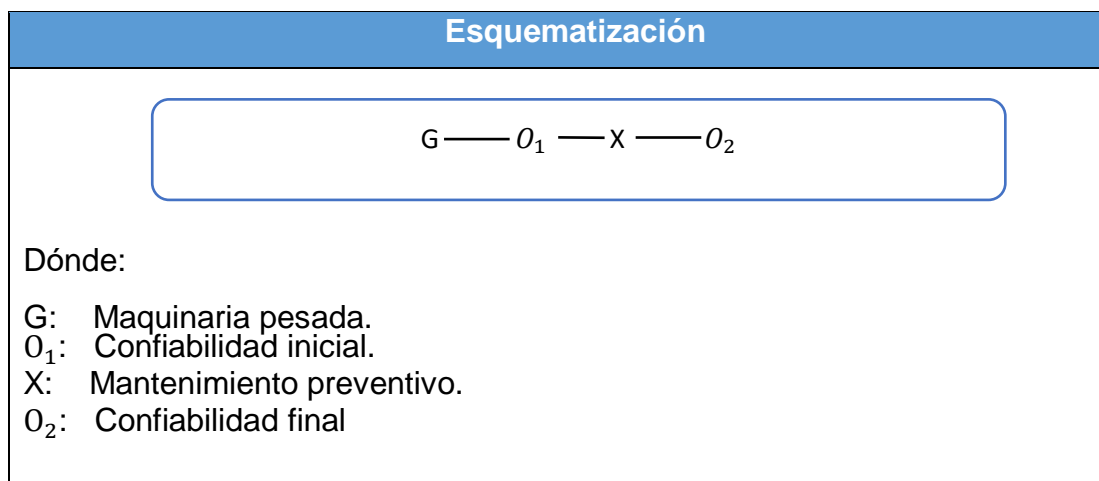 Esquematización
G — O₁ — X — O₂
Dónde:
G: Maquinaria pesada.
O₁: Confiabilidad inicial.
X: Mantenimiento preventivo.
O₂: Confiabilidad final